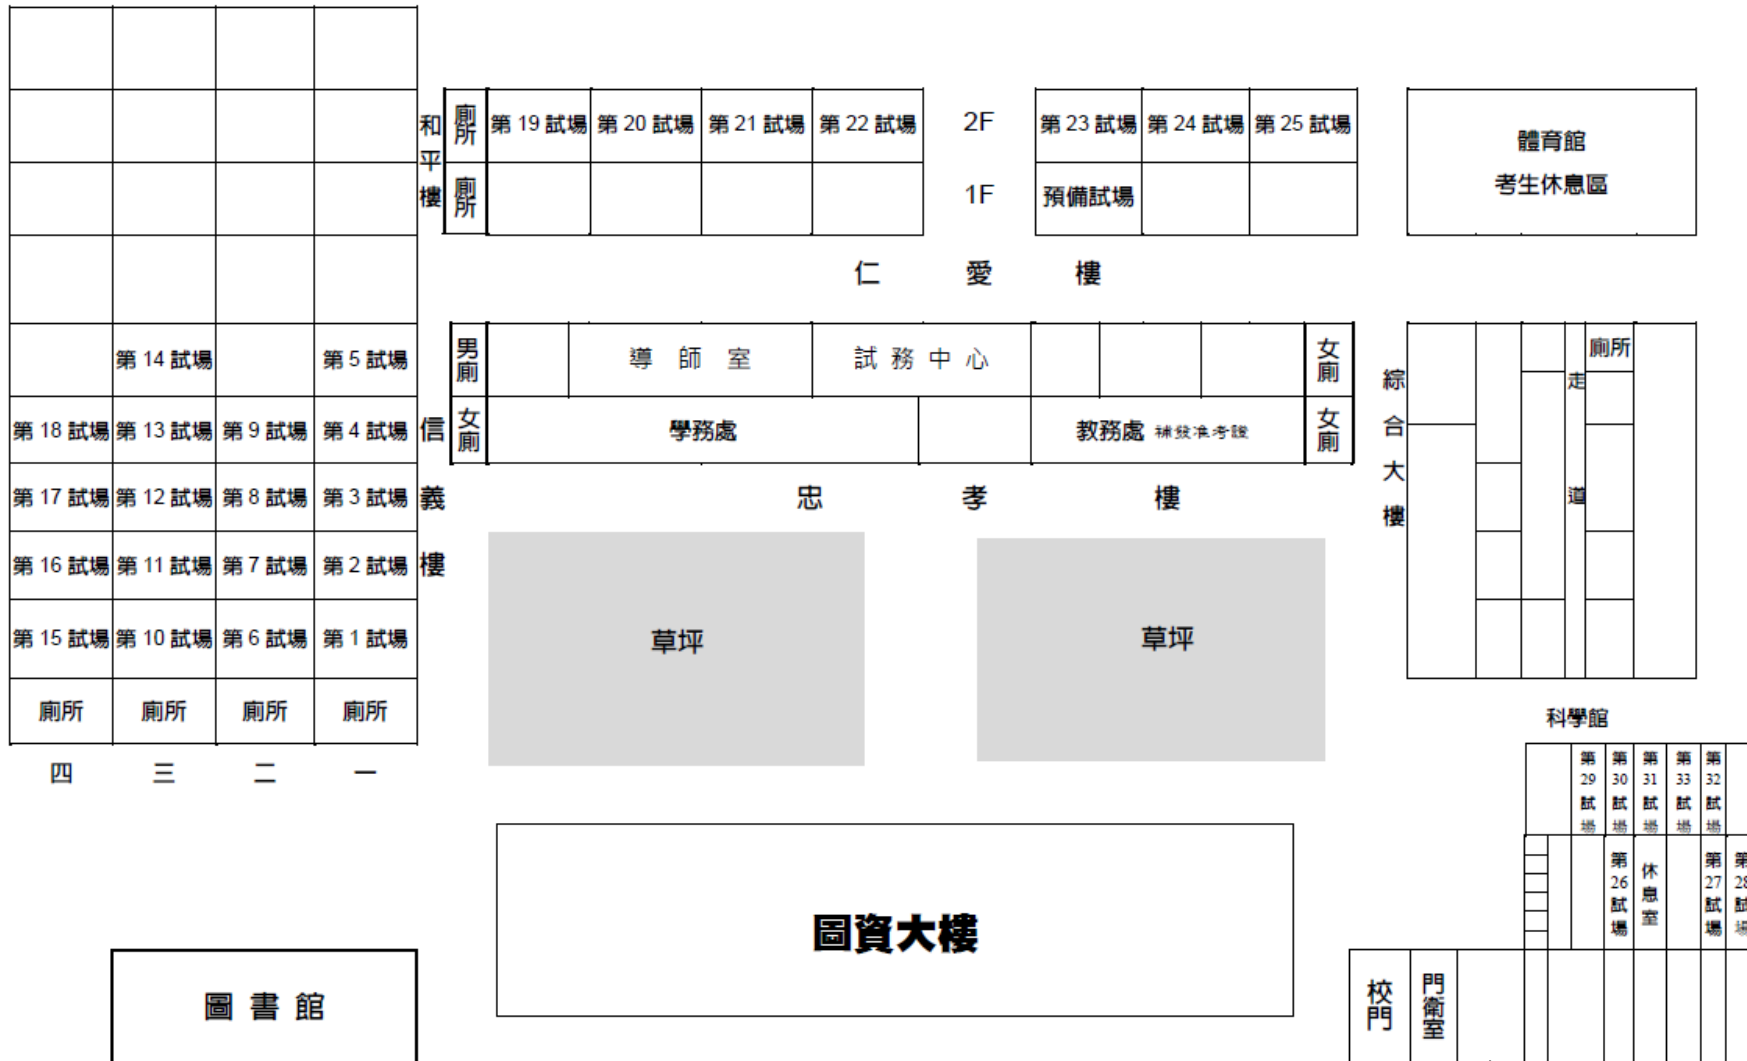 和平樓
廁所 第 19 試場 第 20 試場 第 21 試場 第 22 試場 2F 第 23 試場 第 24 試場 第 25 試場
廁所 1F 預備試場
體育館
考生休息區
仁 愛 樓
第 14 試場 第 5 試場
第 18 試場 第 13 試場 第 9 試場 第 4 試場
第 17 試場 第 12 試場 第 8 試場 第 3 試場
第 16 試場 第 11 試場 第 7 試場 第 2 試場
第 15 試場 第 10 試場 第 6 試場 第 1 試場
廁所 廁所 廁所 廁所
四 三 二 一
信義樓
男廁 導 師 室 試 務 中 心 女廁
女廁 學務處 教務處 補發准考證 女廁
忠 孝 樓
綜合大樓
廁所
走道
草坪 草坪
科學館
第29試場 第30試場 第31試場 第33試場 第32試場
第26試場 休息室 第27試場 第28試場
圖資大樓
圖 書 館
校門 門衛室